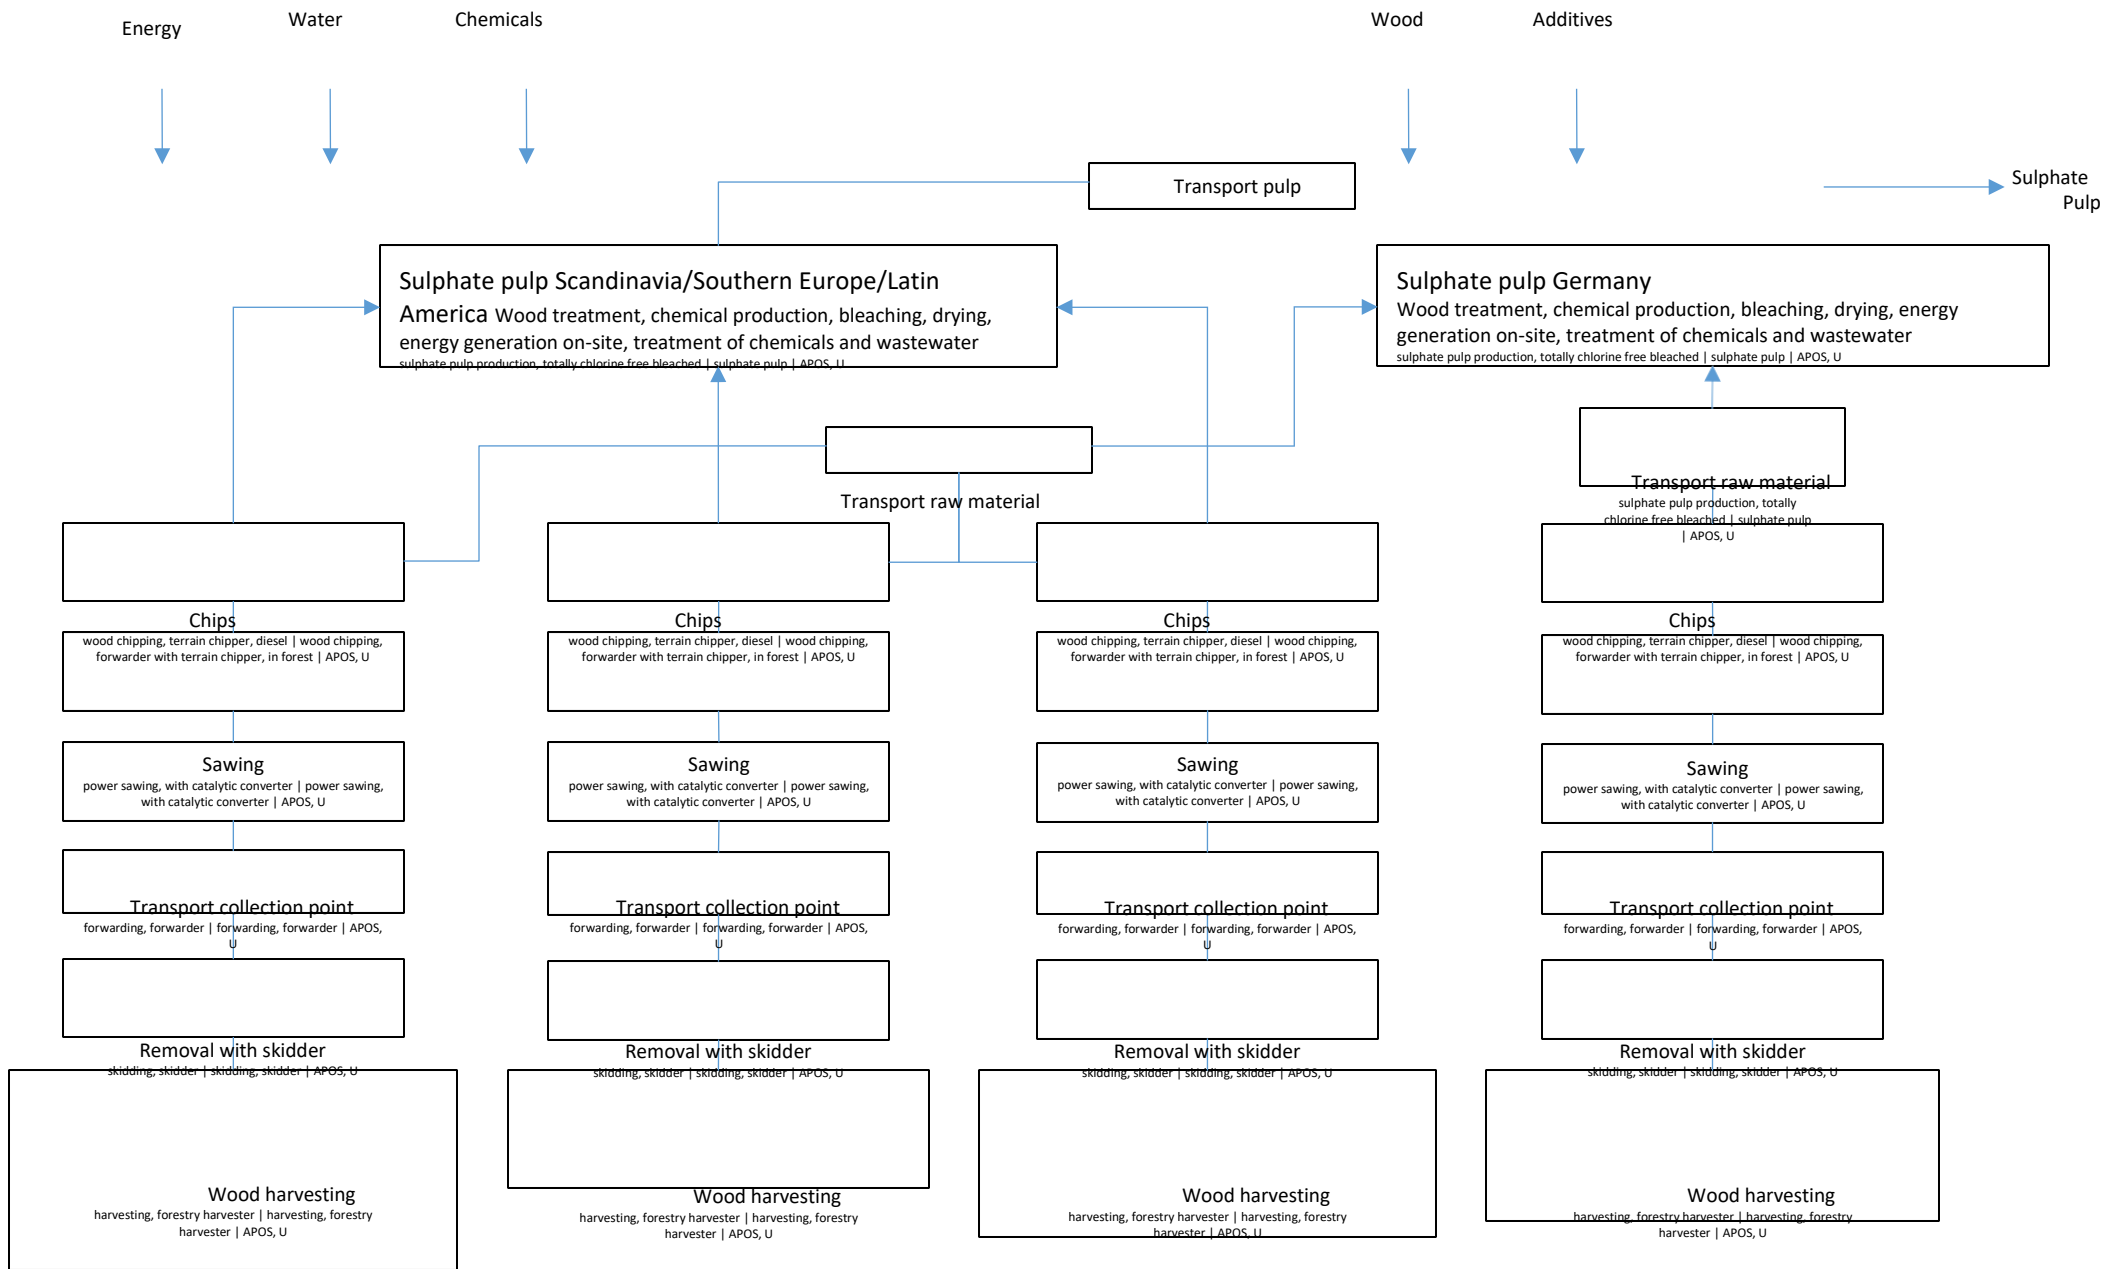 Energy
Water
Chemicals
Wood
Additives
Transport pulp
Sulphate
Pulp
Sulphate pulp Scandinavia/Southern Europe/Latin
America Wood treatment, chemical production, bleaching, drying,
energy generation on-site, treatment of chemicals and wastewater
sulphate pulp production, totally chlorine free bleached | sulphate pulp | APOS, U
Sulphate pulp Germany
Wood treatment, chemical production, bleaching, drying, energy
generation on-site, treatment of chemicals and wastewater
sulphate pulp production, totally chlorine free bleached | sulphate pulp | APOS, U
Transport raw material
Transport raw material
sulphate pulp production, totally
chlorine free bleached | sulphate pulp
| APOS, U
Chips
wood chipping, terrain chipper, diesel | wood chipping,
forwarder with terrain chipper, in forest | APOS, U
Chips
wood chipping, terrain chipper, diesel | wood chipping,
forwarder with terrain chipper, in forest | APOS, U
Chips
wood chipping, terrain chipper, diesel | wood chipping,
forwarder with terrain chipper, in forest | APOS, U
Chips
wood chipping, terrain chipper, diesel | wood chipping,
forwarder with terrain chipper, in forest | APOS, U
Sawing
power sawing, with catalytic converter | power sawing,
with catalytic converter | APOS, U
Sawing
power sawing, with catalytic converter | power sawing,
with catalytic converter | APOS, U
Sawing
power sawing, with catalytic converter | power sawing,
with catalytic converter | APOS, U
Sawing
power sawing, with catalytic converter | power sawing,
with catalytic converter | APOS, U
Transport collection point
forwarding, forwarder | forwarding, forwarder | APOS,
U
Transport collection point
forwarding, forwarder | forwarding, forwarder | APOS,
U
Transport collection point
forwarding, forwarder | forwarding, forwarder | APOS,
U
Transport collection point
forwarding, forwarder | forwarding, forwarder | APOS,
U
Removal with skidder
skidding, skidder | skidding, skidder | APOS, U
Removal with skidder
skidding, skidder | skidding, skidder | APOS, U
Removal with skidder
skidding, skidder | skidding, skidder | APOS, U
Removal with skidder
skidding, skidder | skidding, skidder | APOS, U
Wood harvesting
harvesting, forestry harvester | harvesting, forestry
harvester | APOS, U
Wood harvesting
harvesting, forestry harvester | harvesting, forestry
harvester | APOS, U
Wood harvesting
harvesting, forestry harvester | harvesting, forestry
harvester | APOS, U
Wood harvesting
harvesting, forestry harvester | harvesting, forestry
harvester | APOS, U